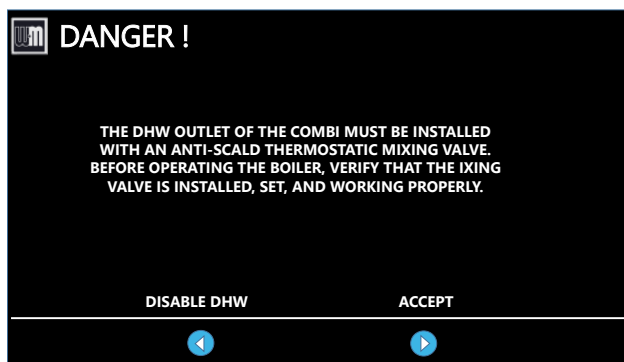 wm DANGER !
THE DHW OUTLET OF THE COMBI MUST BE INSTALLED
WITH AN ANTI-SCALD THERMOSTATIC MIXING VALVE.
BEFORE OPERATING THE BOILER, VERIFY THAT THE IXING
VALVE IS INSTALLED, SET, AND WORKING PROPERLY.
DISABLE DHW ACCEPT